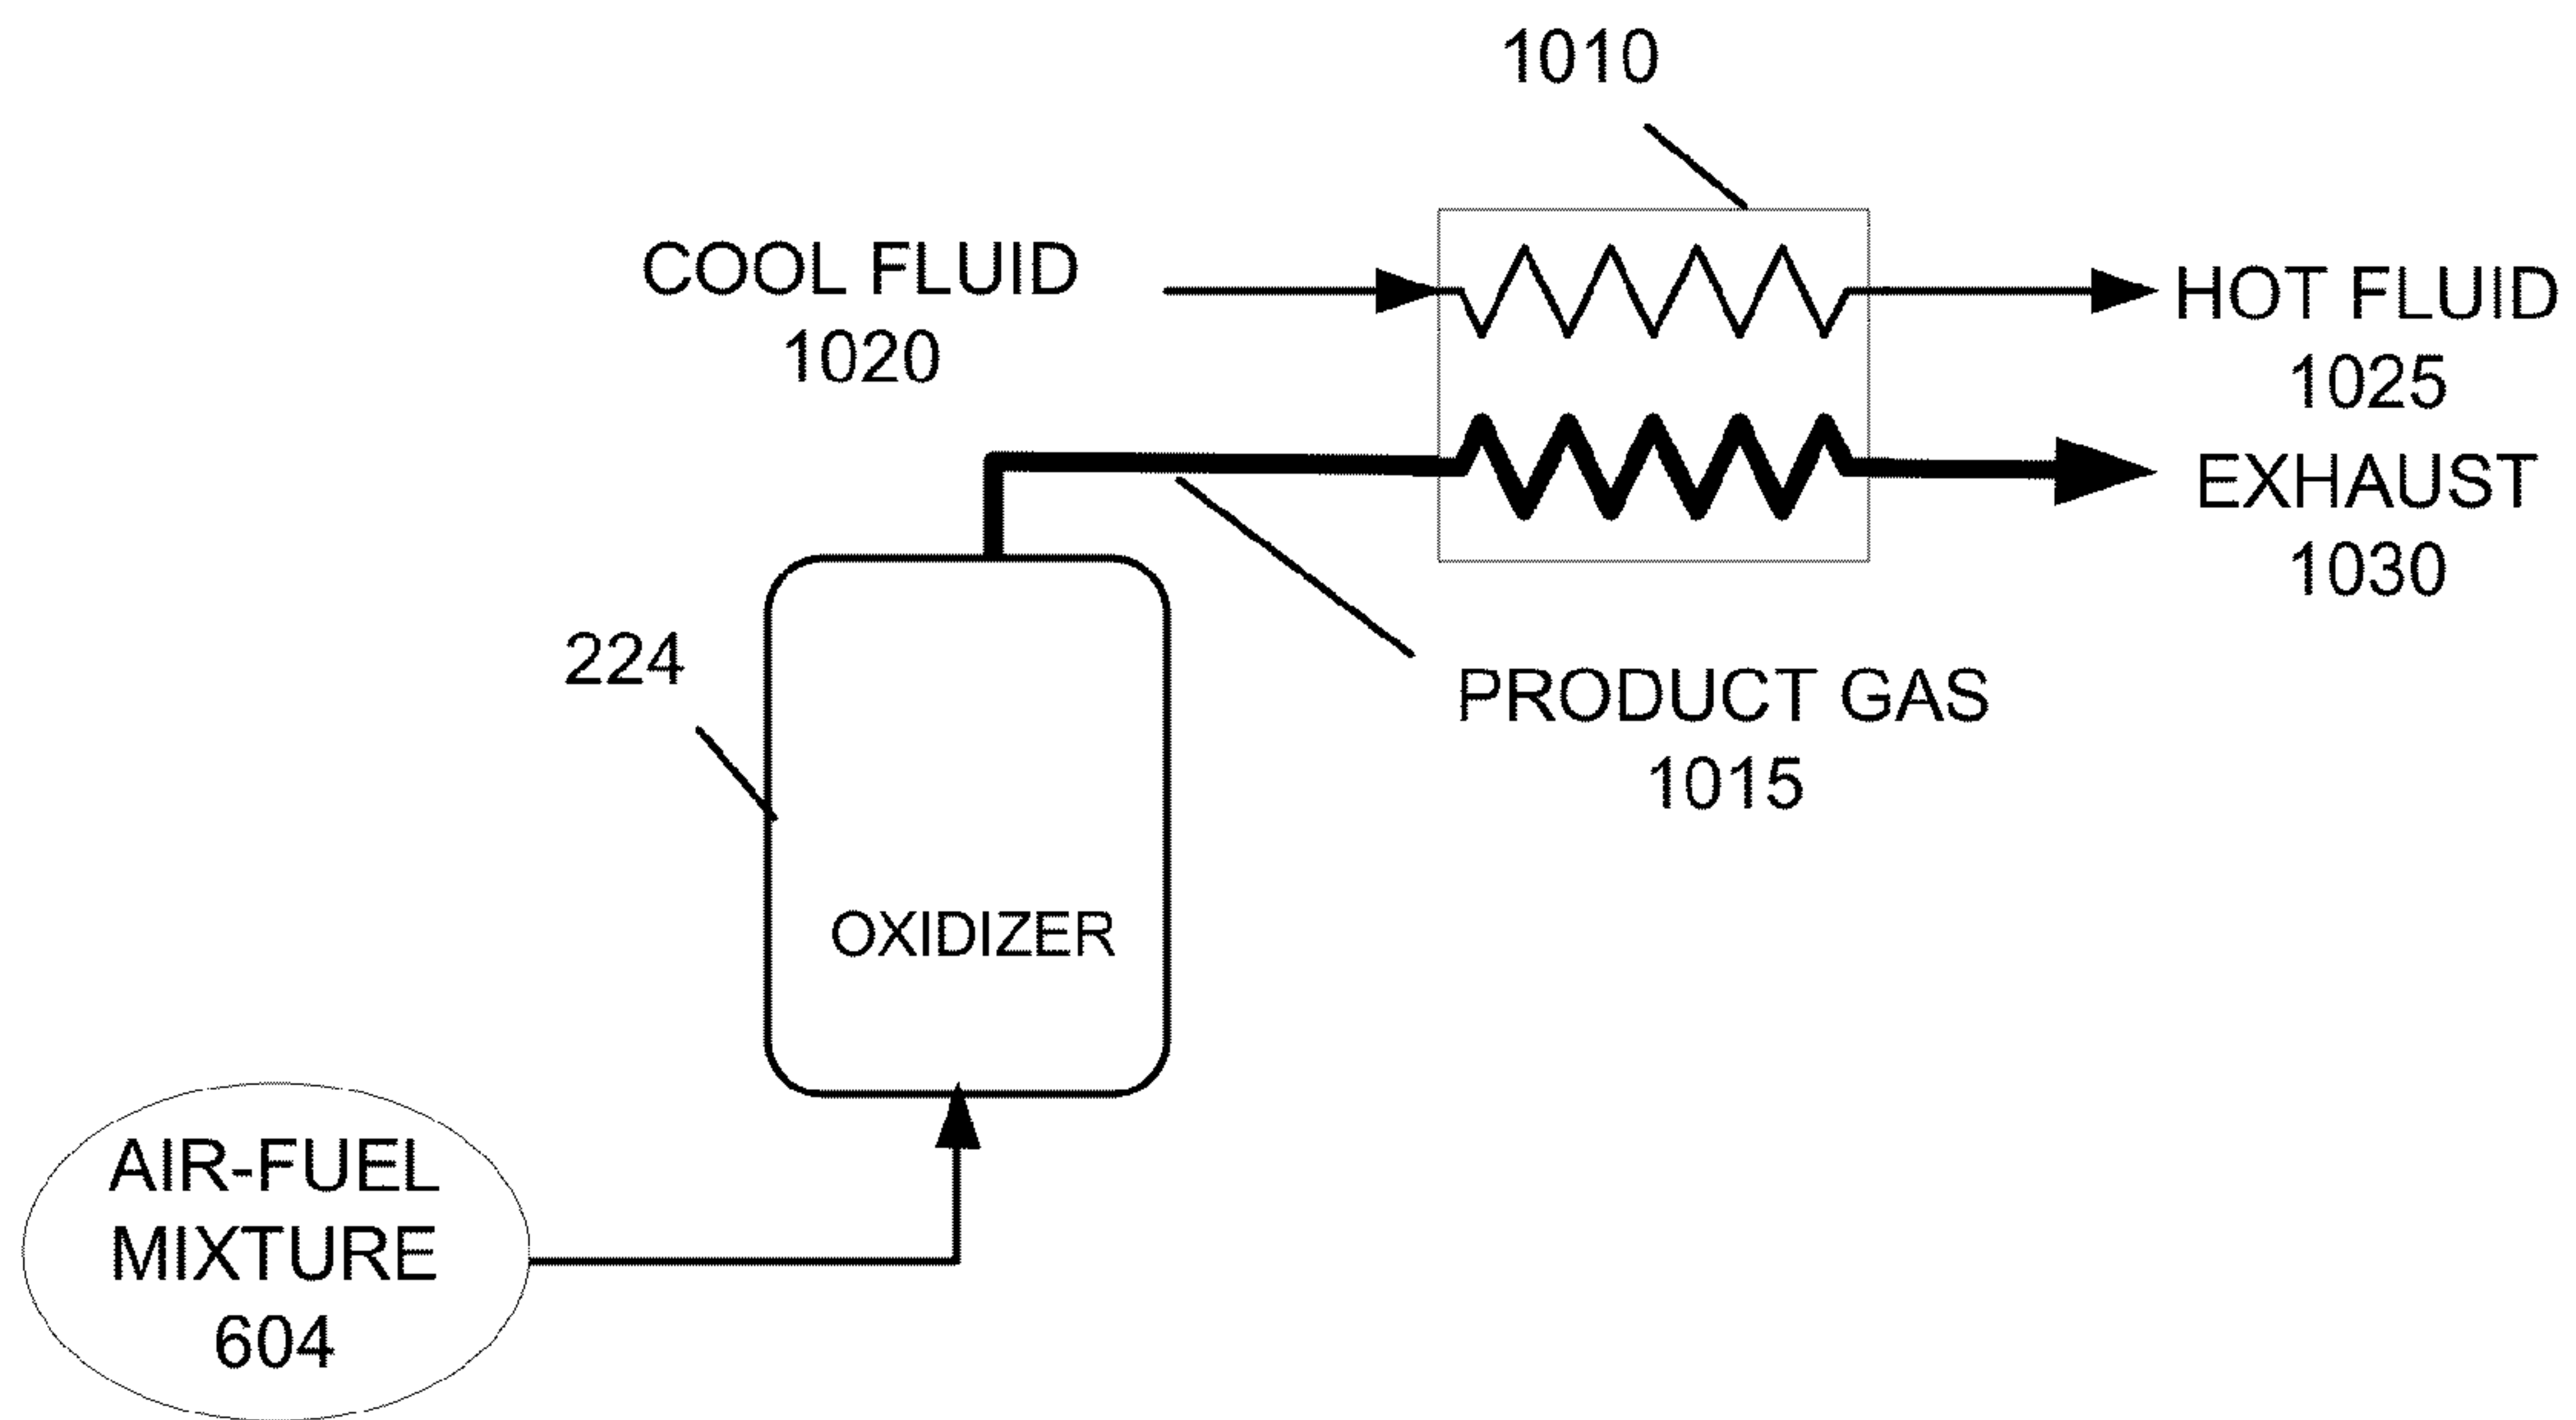 1010
COOL FLUID
1020
HOT FLUID
1025
EXHAUST
1030
224
PRODUCT GAS
1015
OXIDIZER
AIR-FUEL
MIXTURE
604